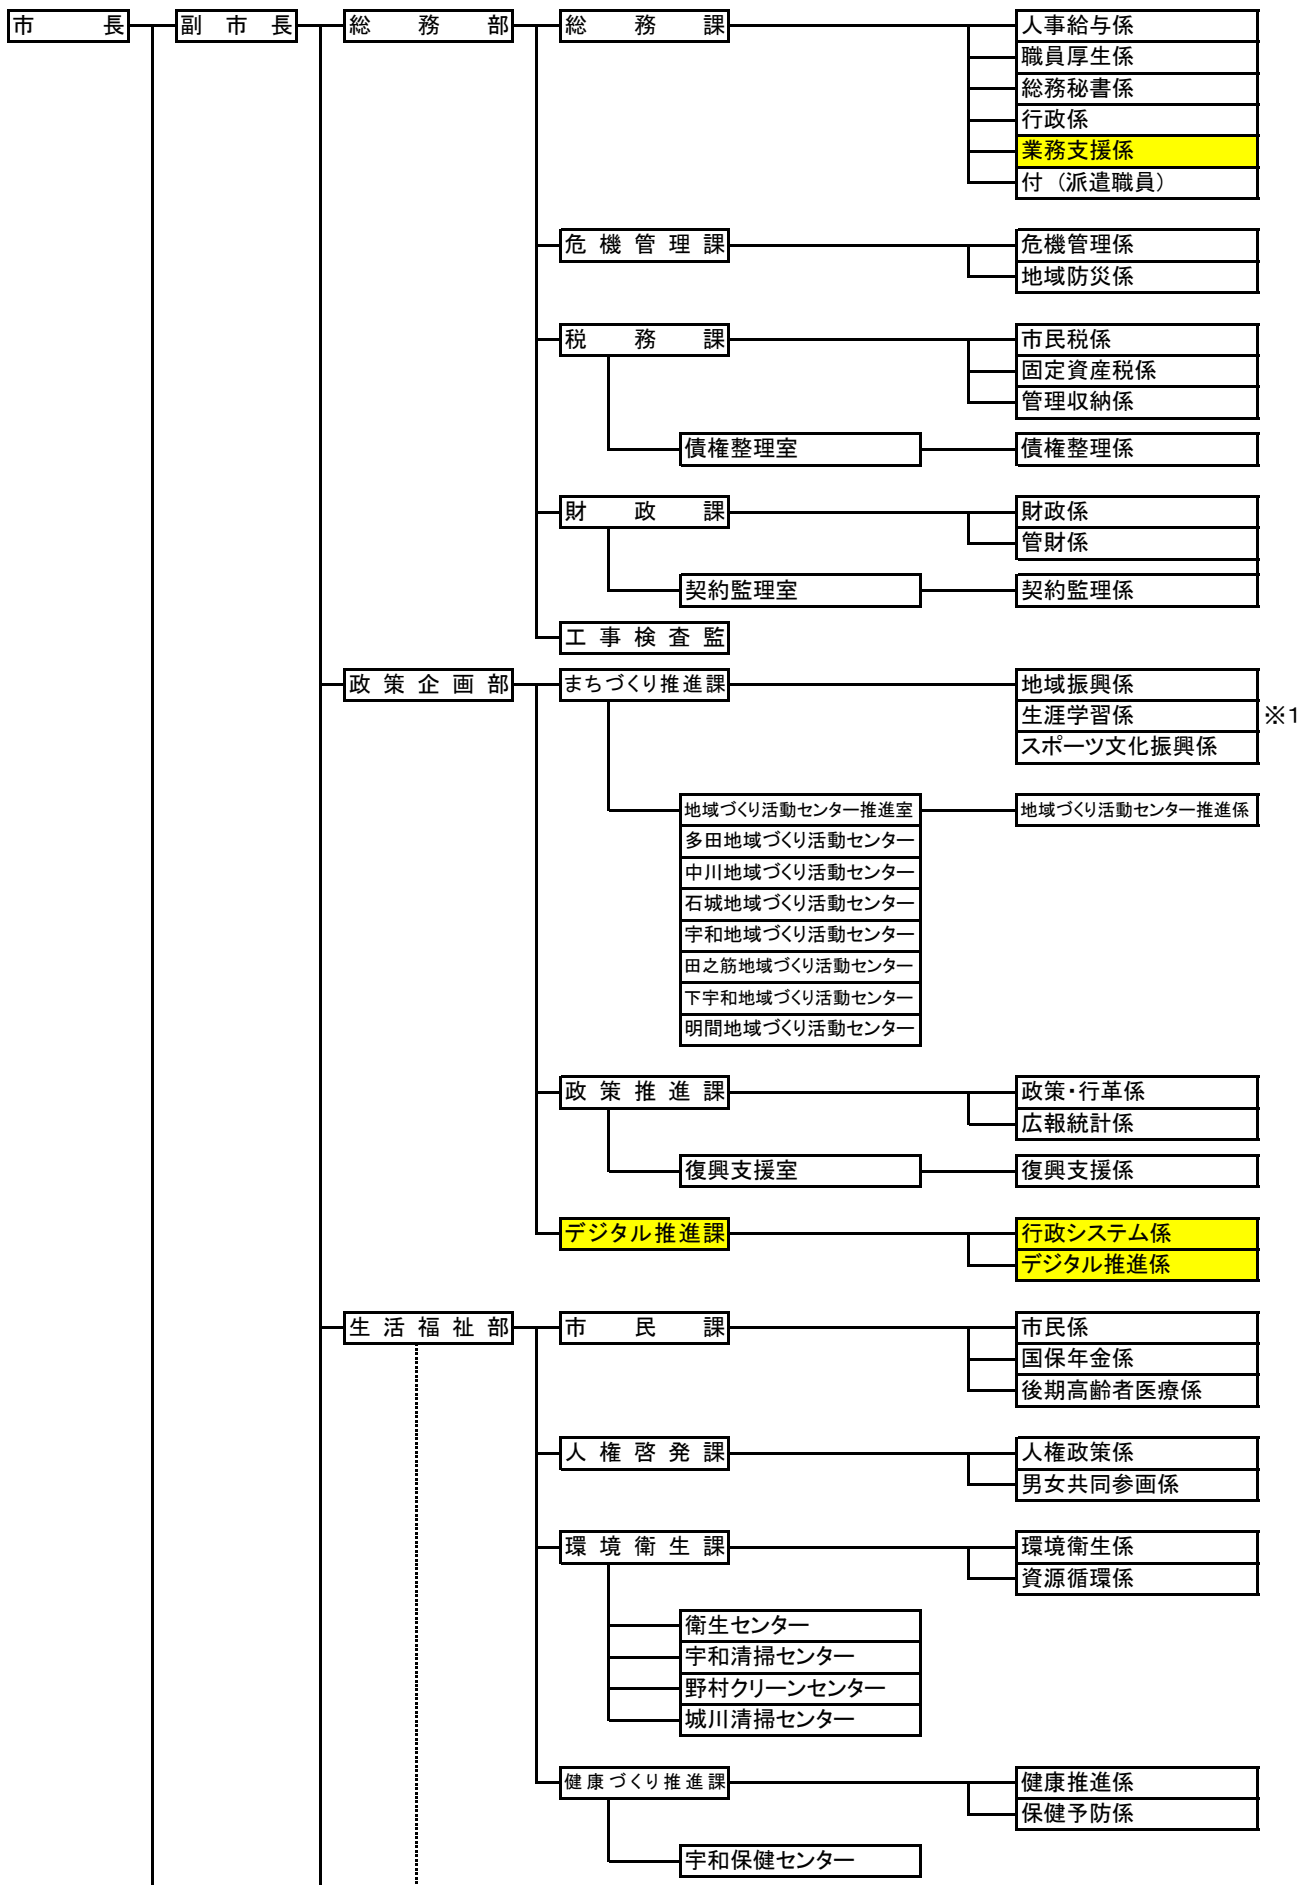 市長 副市長 総務部 総務課 人事給与係
職員厚生係
総務秘書係
行政係
業務支援係
付（派遣職員）
危機管理課 危機管理係
地域防災係
税務課 市民税係
固定資産税係
管理収納係
債権整理室 債権整理係
財政課 財政係
管財係
契約監理室 契約監理係
工事検査監
政策企画部 まちづくり推進課 地域振興係
生涯学習係 ※1
スポーツ文化振興係
地域づくり活動センター推進室 地域づくり活動センター推進係
多田地域づくり活動センター
中川地域づくり活動センター
石城地域づくり活動センター
宇和地域づくり活動センター
田之筋地域づくり活動センター
下宇和地域づくり活動センター
明間地域づくり活動センター
政策推進課 政策・行革係
広報統計係
復興支援室 復興支援係
デジタル推進課 行政システム係
デジタル推進係
生活福祉部 市民課 市民係
国保年金係
後期高齢者医療係
人権啓発課 人権政策係
男女共同参画係
環境衛生課 環境衛生係
資源循環係
衛生センター
宇和清掃センター
野村クリーンセンター
城川清掃センター
健康づくり推進課 健康推進係
保健予防係
宇和保健センター